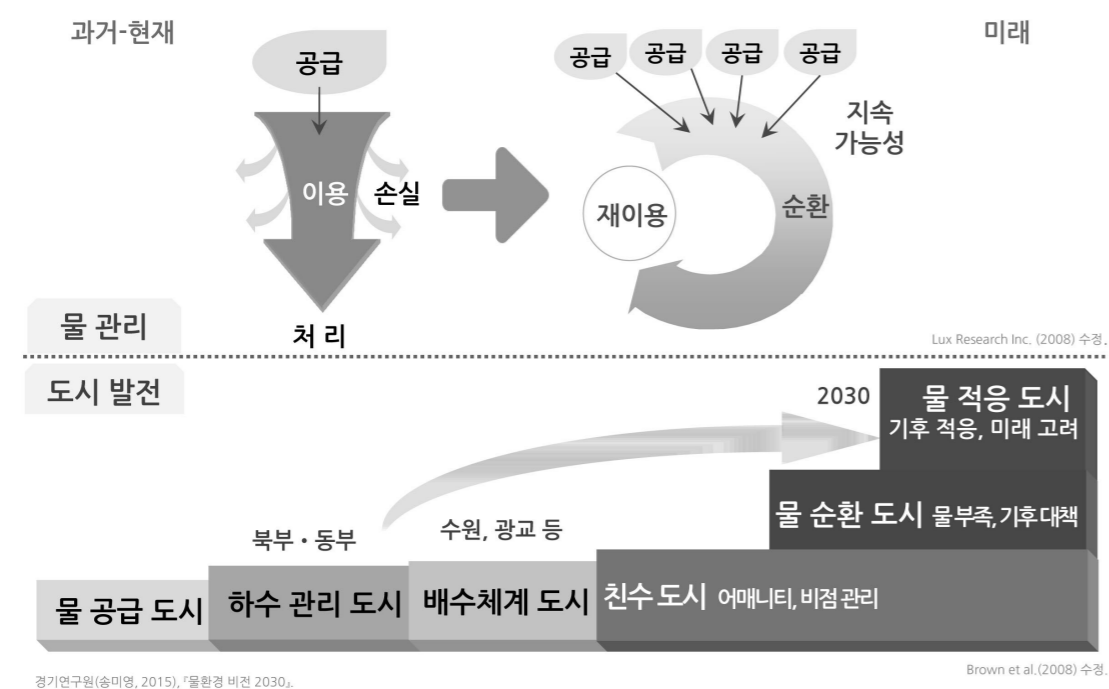 과거-현재
미래
공급
공급 공급 공급 공급
지속
가능성
이용 손실
재이용 순환
처 리
물 관리
Lux Research Inc. (2008) 수정.
도시 발전
2030
물 적응 도시
기후 적응, 미래 고려
물 순환 도시 물부족, 기후대책
북부·동부
수원, 광교 등
물 공급 도시
하수 관리 도시
배수체계 도시
친수 도시 어매니티, 비점 관리
Brown et al.(2008) 수정.
경기연구원(송미영, 2015), 『물환경 비전 2030』.